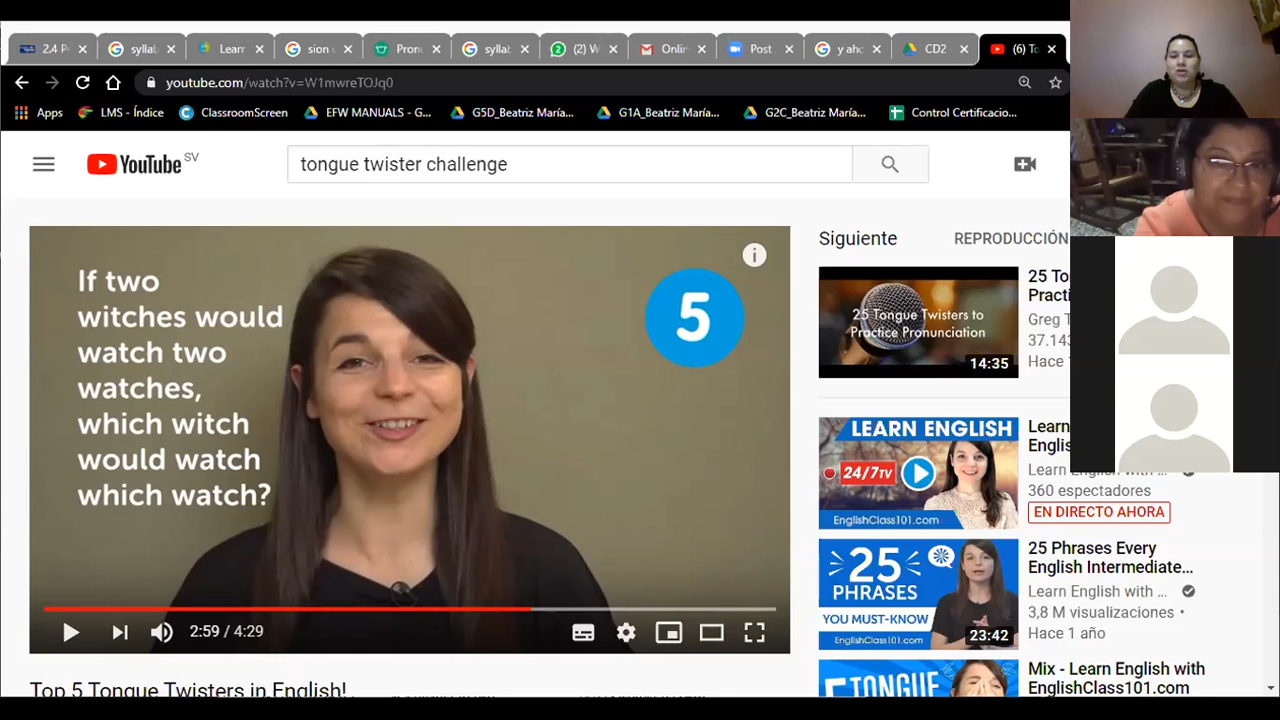 2.4 P
syllab
Learn
sion v
Pron
syllab
(2) W
Onlin
Post
y aho
CD2
(6) To
youtube.com/watch?v=W1mwreTOJq0
Apps
LMS - Índice
ClassroomScreen
EFW MANUALS - G...
G5D_Beatriz María...
G1A_Beatriz María...
G2C_Beatriz María...
Control Certificacio...
YouTube SV
tongue twister challenge
If two
witches would
watch two
watches,
which witch
would watch
which watch?
5
2:59 / 4:29
Top 5 Tongue Twisters in English!
Siguiente
REPRODUCCIÓN
25 Tongue Twisters to
Practice Pronunciation
14:35
25 To
Practi
Greg T
37.143
Hace 1
LEARN ENGLISH
24/7 TV
EnglishClass101.com
Learn
Englis
Learn English with ...
360 espectadores
EN DIRECTO AHORA
25
PHRASES
YOU MUST-KNOW
EnglishClass101.com
23:42
25 Phrases Every
English Intermediate...
Learn English with ...
3,8 M visualizaciones •
Hace 1 año
TONGUE
Mix - Learn English with
EnglishClass101.com